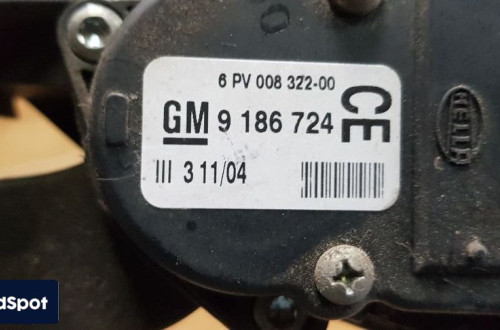 6 PV 008 322-00
GM 9 186 724 CE
III 3 11/04
HELLA
dSpot